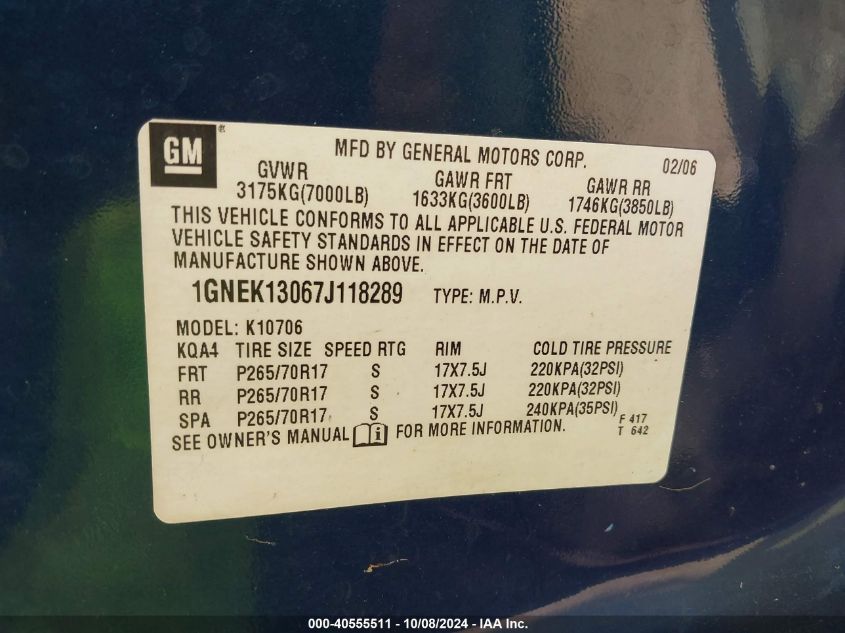 GM®
MFD BY GENERAL MOTORS CORP. 02/06
GVWR GAWR FRT GAWR RR
3175KG(7000LB) 1633KG(3600LB) 1746KG(3850LB)
THIS VEHICLE CONFORMS TO ALL APPLICABLE U.S. FEDERAL MOTOR
VEHICLE SAFETY STANDARDS IN EFFECT ON THE DATE OF
MANUFACTURE SHOWN ABOVE.
1GNEK13067J118289 TYPE: M.P.V.
MODEL: K10706
KQA4 TIRE SIZE SPEED RTG RIM COLD TIRE PRESSURE
FRT P265/70R17 S 17X7.5J 220KPA(32PSI)
RR P265/70R17 S 17X7.5J 220KPA(32PSI)
SPA P265/70R17 S 17X7.5J 240KPA(35PSI)
F 417
SEE OWNER'S MANUAL i FOR MORE INFORMATION. T 642
000-40555511 - 10/08/2024 - IAA Inc.